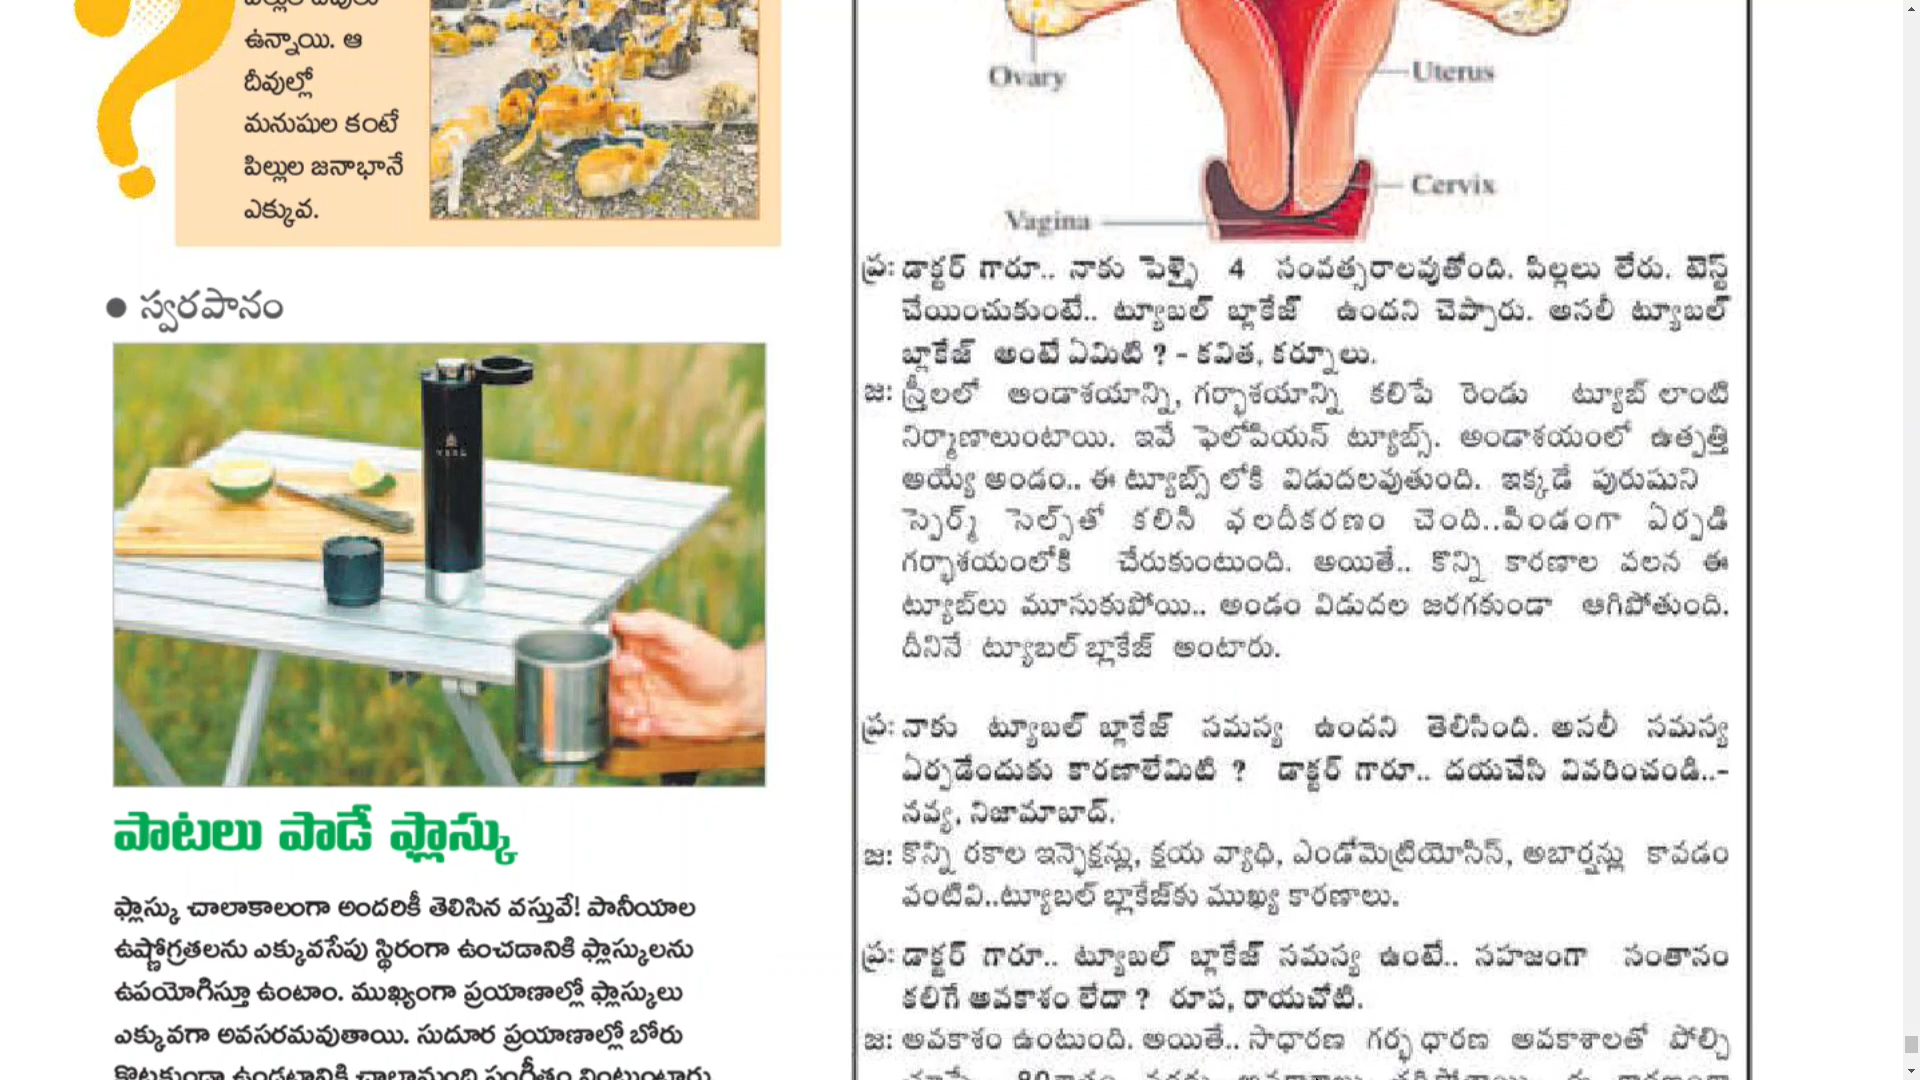 ఉన్నాయి. ఆ
దీవుల్లో
మనుషుల కంటే
పిల్లుల జనాభానే
ఎక్కువ.
● స్వరపానం
పాటలు పాడే ఫ్లాస్కు
ఫ్లాస్కు చాలాకాలంగా అందరికీ తెలిసిన వస్తువే! పానీయాల
ఉష్ణోగ్రతలను ఎక్కువసేపు స్థిరంగా ఉంచడానికి ఫ్లాస్కులను
ఉపయోగిస్తూ ఉంటాం. ముఖ్యంగా ప్రయాణాల్లో ఫ్లాస్కులు
ఎక్కువగా అవసరమవుతాయి. సుదూర ప్రయాణాల్లో బోరు
Ovary
Uterus
Cervix
Vagina
ప్ర: డాక్టర్ గారూ.. నాకు పెళ్ళై 4 సంవత్సరాలవుతోంది. పిల్లలు లేరు. టెస్ట్
చేయించుకుంటే.. ట్యూబల్ బ్లాకేజ్ ఉందని చెప్పారు. అసలీ ట్యూబల్
బ్లాకేజ్ అంటే ఏమిటి ? - కవిత, కర్నూలు.
జ: స్త్రీలలో అండాశయాన్ని, గర్భాశయాన్ని కలిపే రెండు ట్యూబ్ లాంటి
నిర్మాణాలుంటాయి. ఇవే ఫెలోపియన్ ట్యూబ్స్. అండాశయంలో ఉత్పత్తి
అయ్యే అండం.. ఈ ట్యూబ్స్ లోకి విడుదలవుతుంది. ఇక్కడే పురుషుని
స్పెర్మ్ సెల్స్‌తో కలిసి ఫలదీకరణం చెంది..పిండంగా ఏర్పడి
గర్భాశయంలోకి చేరుకుంటుంది. అయితే.. కొన్ని కారణాల వలన ఈ
ట్యూబ్‌లు మూసుకుపోయి.. అండం విడుదల జరగకుండా ఆగిపోతుంది.
దీనినే ట్యూబల్ బ్లాకేజ్ అంటారు.
ప్ర: నాకు ట్యూబల్ బ్లాకేజ్ సమస్య ఉందని తెలిసింది. అసలీ సమస్య
ఏర్పడేందుకు కారణాలేమిటి ? డాక్టర్ గారూ.. దయచేసి వివరించండి..-
నవ్య, నిజామాబాద్.
జ: కొన్ని రకాల ఇన్ఫెక్షన్లు, క్షయ వ్యాధి, ఎండోమెట్రియోసిస్, అబార్షన్లు కావడం
వంటివి..ట్యూబల్ బ్లాకేజ్‌కు ముఖ్య కారణాలు.
ప్ర: డాక్టర్ గారూ.. ట్యూబల్ బ్లాకేజ్ సమస్య ఉంటే.. సహజంగా సంతానం
కలిగే అవకాశం లేదా ? రూప, రాయచోటి.
జ: అవకాశం ఉంటుంది. అయితే.. సాధారణ గర్భ ధారణ అవకాశాలతో పోల్చి